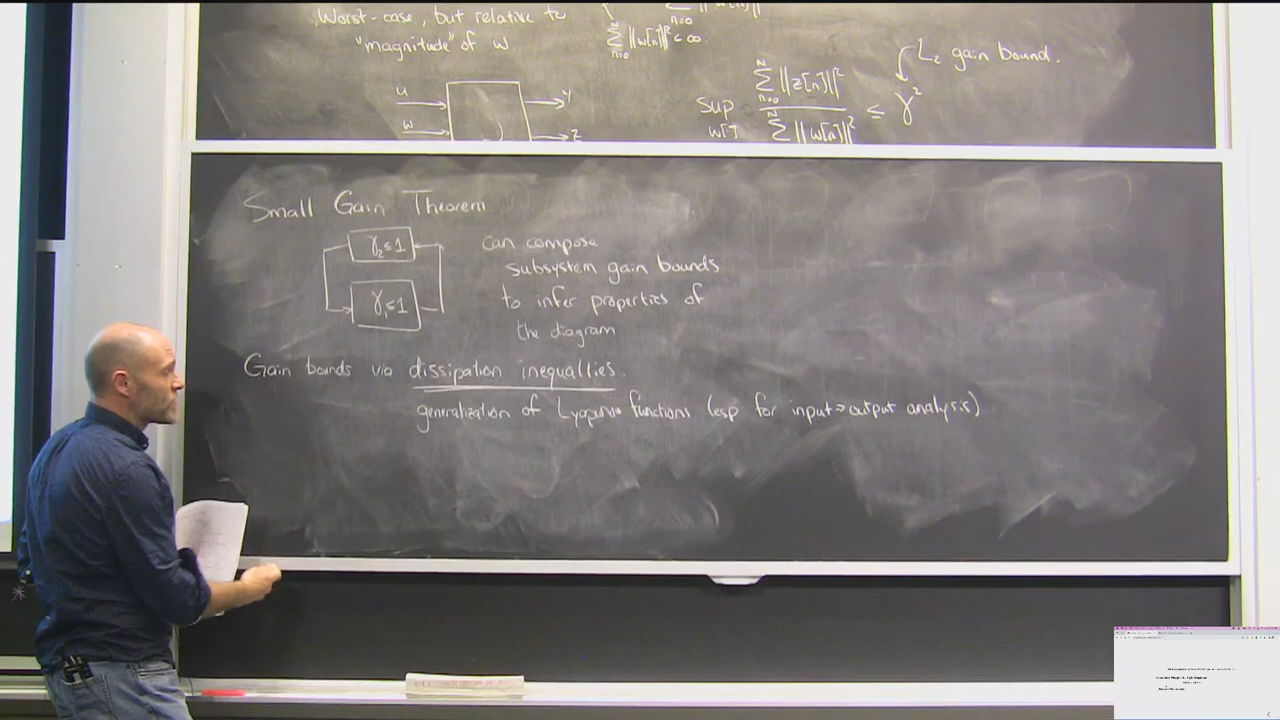 Worst-case, but relative to
"magnitude" of w
∑ₙ₌₀ ‖w[n]‖² < ∞
u
y
w
z
L₂ gain bound.
sup w[·] ∑ₙ₌₀ᴺ ‖z[n]‖² / ∑ᴺ ‖w[n]‖² ≤ γ²
Small Gain Theorem
γ₂ ≤ 1
γ₁ ≤ 1
can compose
subsystem gain bounds
to infer properties of
the diagram
Gain bounds via dissipation inequalities.
generalization of Lyapunov functions (esp for input→output analysis)